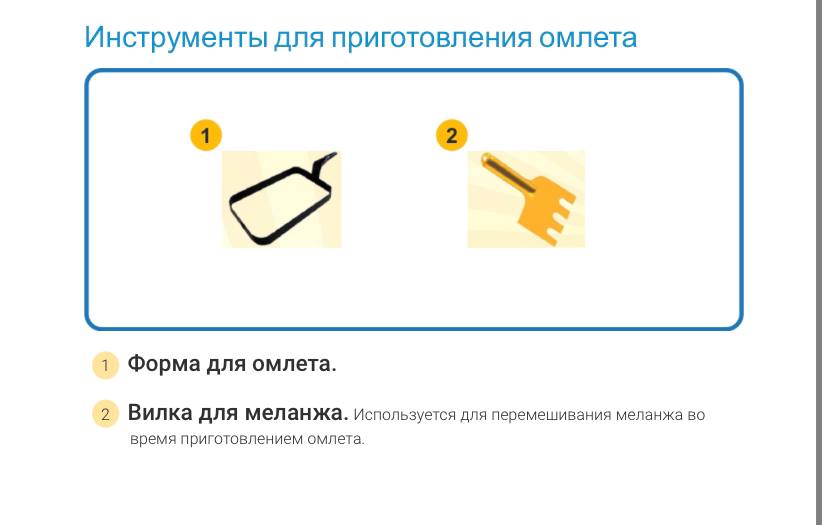 Инструменты для приготовления омлета
1
2
1 Форма для омлета.
2 Вилка для меланжа. Используется для перемешивания меланжа во
время приготовлением омлета.